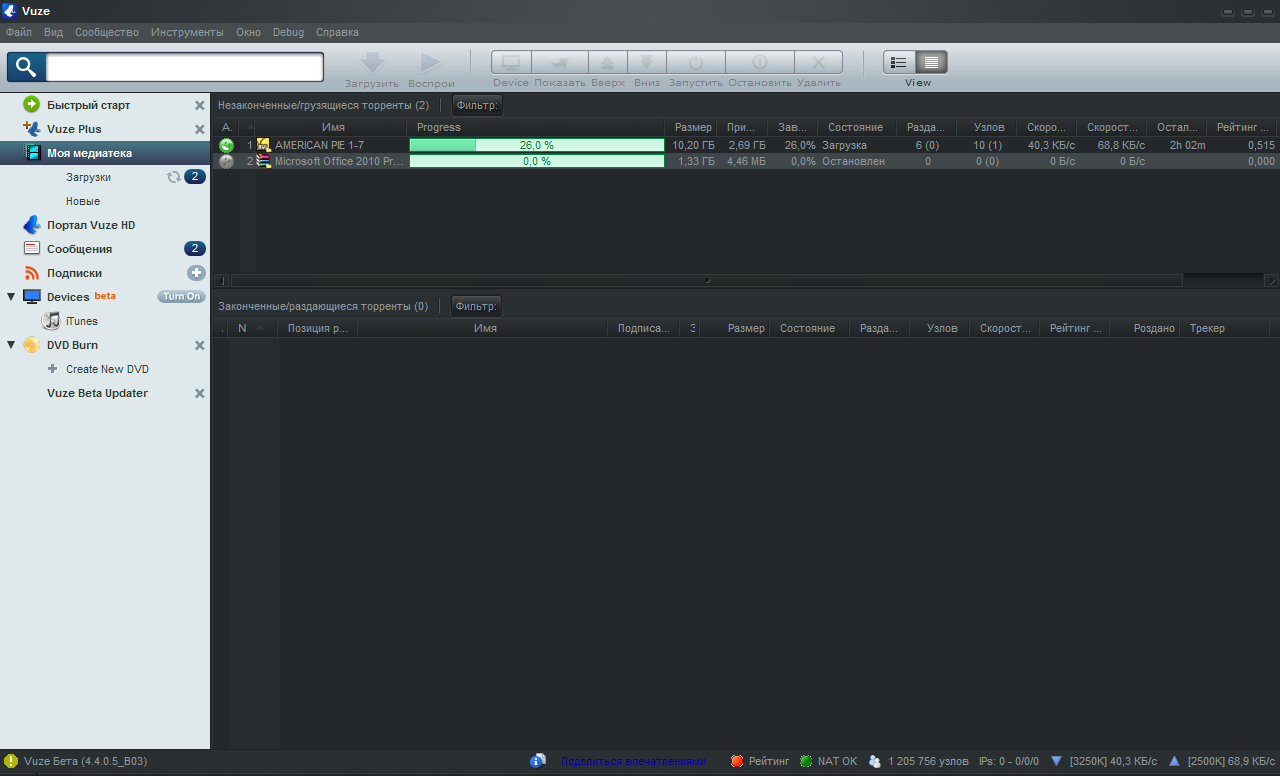 Vuze
Файл Вид Сообщество Инструменты Окно Debug Справка
Загрузить Воспрои Device Показать Вверх Вниз Запустить Остановить Удалить View
Быстрый старт
Vuze Plus
Моя медиатека
Загрузки 2
Новые
Портал Vuze HD
Сообщения 2
Подписки
Devices beta Turn On
iTunes
DVD Burn
Create New DVD
Vuze Beta Updater
Незаконченные/грузящиеся торренты (2) Фильтр:
А. Имя Progress Размер При... Зав... Состояние Разда... Узлов Скоро... Скорост... Остал... Рейтинг ...
1 AMERICAN PIE 1-7 26,0 % 10,20 ГБ 2,69 ГБ 26,0% Загрузка 6 (0) 10 (1) 40,3 КБ/с 68,8 КБ/с 2h 02m 0,515
2 Microsoft Office 2010 Pr... 0,0 % 1,33 ГБ 4,46 МБ 0,0% Остановлен 0 0 (0) 0 Б/с 0 Б/с 0,000
Законченные/раздающиеся торренты (0) Фильтр:
. N Позиция р... Имя Подписа... З Размер Состояние Разда... Узлов Скорост... Рейтинг ... Роздано Трекер
Vuze Бета (4.4.0.5_B03) Поделиться впечатлениями Рейтинг NAT OK 1 205 756 узлов IPs: 0 - 0/0/0 [3250K] 40,3 КБ/с [2500K] 68,9 КБ/с